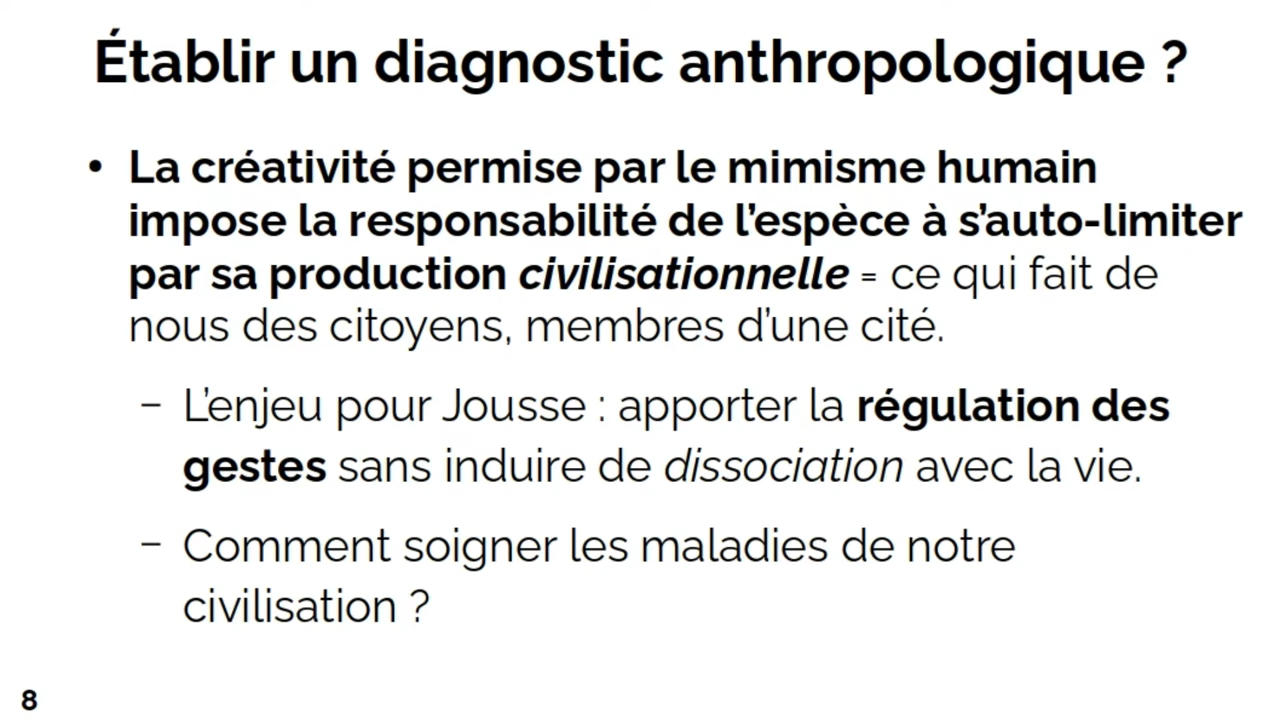 Établir un diagnostic anthropologique ?
• La créativité permise par le mimisme humain
impose la responsabilité de l’espèce à s’auto-limiter
par sa production civilisationnelle = ce qui fait de
nous des citoyens, membres d’une cité.
– L’enjeu pour Jousse : apporter la régulation des
gestes sans induire de dissociation avec la vie.
– Comment soigner les maladies de notre
civilisation ?
8